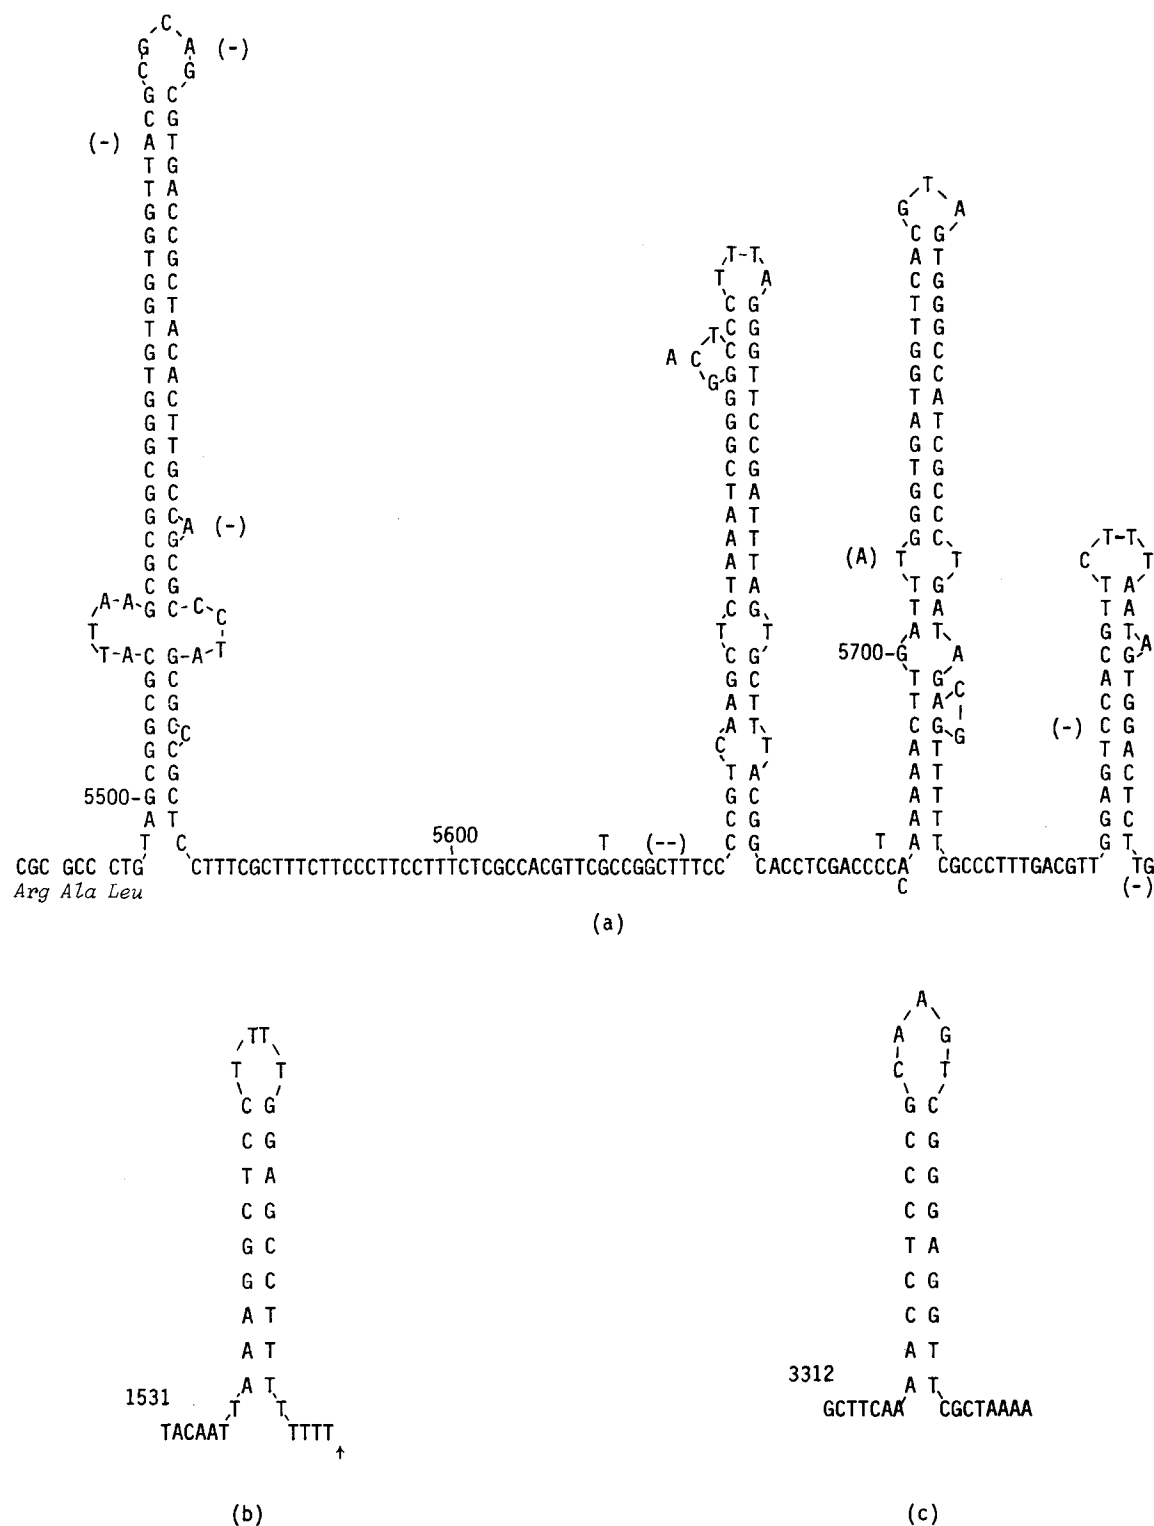 C
G A (-)
C G
G C
C G
(-) A T
T G
T A T
G C G A
G C C G
T G T-T A T
G C T A C G
G T C G T G
T A T C G T G
G C A C C G G C
T A G G T G C
G C G T T A
G T G C A T
G T G C G C
C G C G T G
G C T A G C
C C A (-) A T G C
C G A T G C T-T
G C A T (A) T T C T
C G T A T G T A
A-A-G C-C-C C G T A T A
T T T T A T A G T A
T-A-C G-A-T C G 5700-G C G
G C G C T G C A T
C G A T T A C G
G G C A T C G G (-) C G
G C C T A T G A
C G T A A T T C
5500-G C G C A T A T
A T C G A T G C
T C 5600 T (--) C G T A T G T
CGC GCC CTG CTTTCGCTTTCTTCCCTTCCTTTCTCGCCACGTTCGCCGGCTTTCC CACCTCGACCCCA CGCCCTTTGACGTT TG
Arg Ala Leu C (-)
(a)
TT
T T
C G
C G
T A
C G
G C
G C
A T
A T
A T
1531 T T
TACAAT TTTT
↑
(b)
A
A G
C T
G C
C G
C G
C G
T A
C G
C G
A T
3312 A T
GCTTCAA CGCTAAAA
(c)